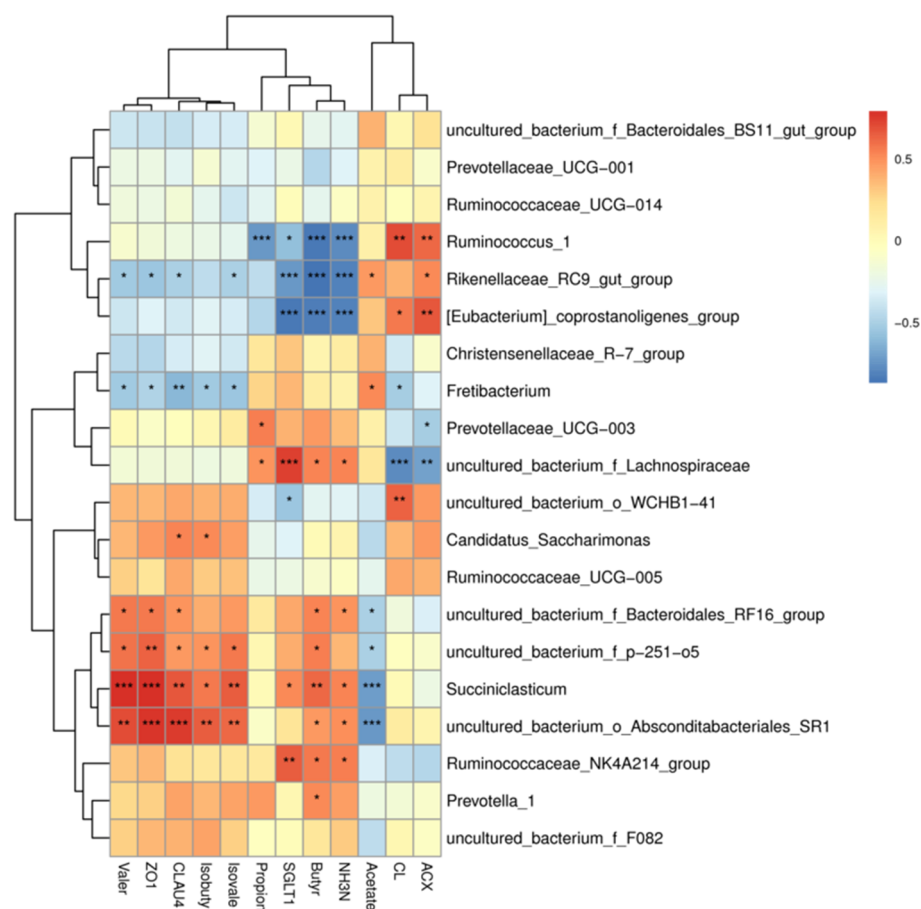 uncultured_bacterium_f_Bacteroidales_BS11_gut_group
Prevotellaceae_UCG−001
Ruminococcaceae_UCG−014
*** * *** *** ** ** Ruminococcus_1
* * * * *** *** *** * * Rikenellaceae_RC9_gut_group
*** *** *** * ** [Eubacterium]_coprostanoligenes_group
Christensenellaceae_R−7_group
* * ** * * * * Fretibacterium
* * Prevotellaceae_UCG−003
* *** * * *** ** uncultured_bacterium_f_Lachnospiraceae
* ** uncultured_bacterium_o_WCHB1−41
* * Candidatus_Saccharimonas
Ruminococcaceae_UCG−005
* * * * * * uncultured_bacterium_f_Bacteroidales_RF16_group
* ** * * * * * uncultured_bacterium_f_p−251−o5
*** *** ** * ** * ** * *** Succiniclasticum
** *** *** ** ** * * *** uncultured_bacterium_o_Absconditabacteriales_SR1
** * * Ruminococcaceae_NK4A214_group
* Prevotella_1
uncultured_bacterium_f_F082
0.5
0
−0.5
Valer
ZO1
CLAU4
Isobuty
Isovale
Propior
SGLT1
Butyr
NH3N
Acetate
CL
ACX